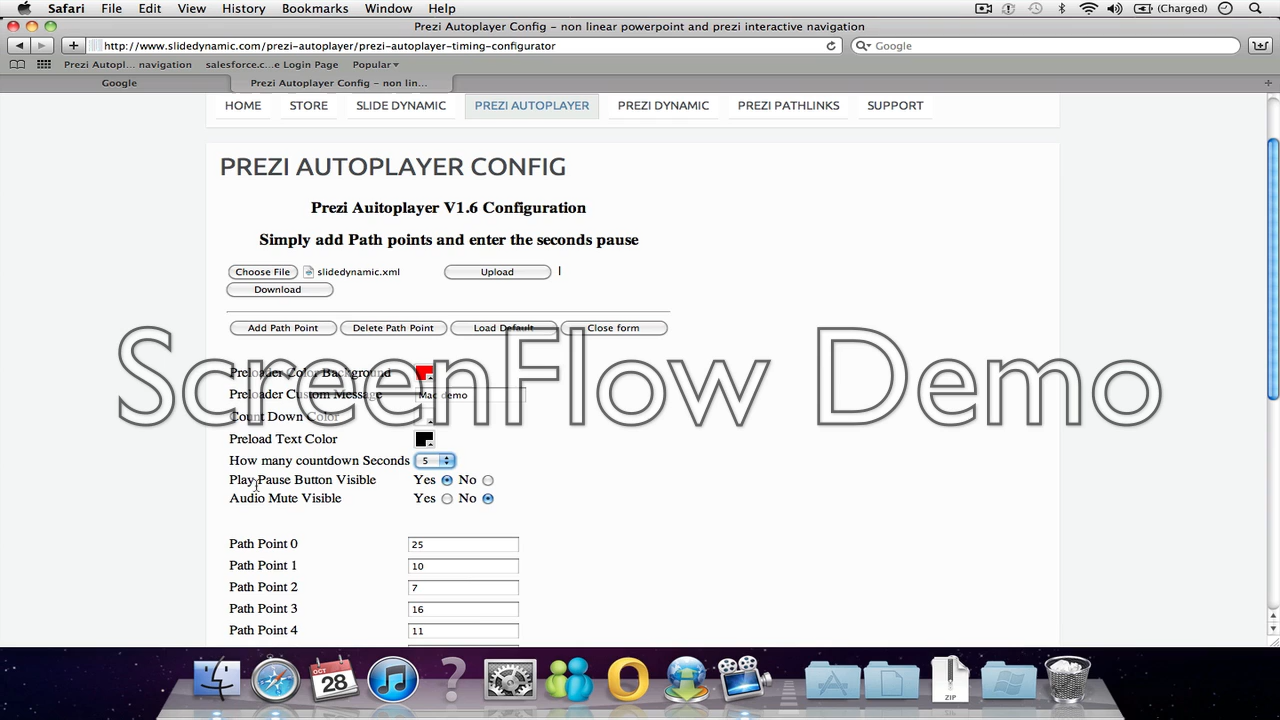 Safari File Edit View History Bookmarks Window Help (Charged)
Prezi Autoplayer Config – non linear powerpoint and prezi interactive navigation
http://www.slidedynamic.com/prezi-autoplayer/prezi-autoplayer-timing-configurator Google
Prezi Autopl... navigation salesforce.c...e Login Page Popular
Google Prezi Autoplayer Config – non lin...
HOME STORE SLIDE DYNAMIC PREZI AUTOPLAYER PREZI DYNAMIC PREZI PATHLINKS SUPPORT
PREZI AUTOPLAYER CONFIG
Prezi Auitoplayer V1.6 Configuration
Simply add Path points and enter the seconds pause
Choose File slidedynamic.xml Upload |
Download
Add Path Point Delete Path Point Load Default Close form
ScreenFlow Demo
Preloader Color Background
Preloader Custom Message Mac demo
Count Down Color
Preload Text Color
How many countdown Seconds 5
Play Pause Button Visible Yes No
Audio Mute Visible Yes No
Path Point 0 25
Path Point 1 10
Path Point 2 7
Path Point 3 16
Path Point 4 11
OCT
28
?
ZIP